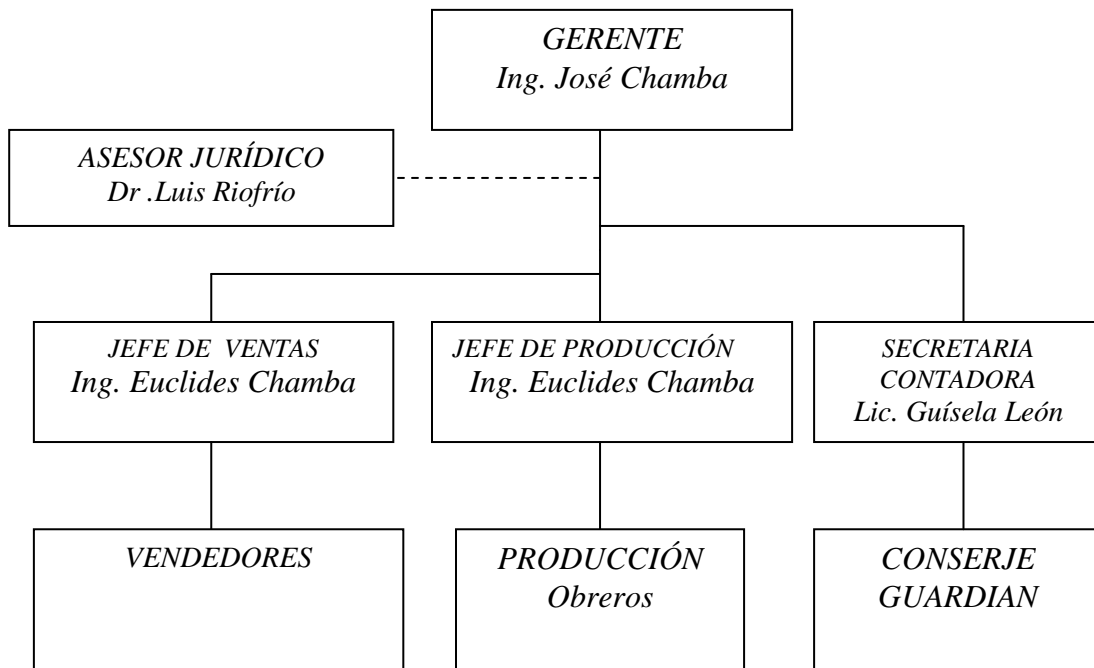 GERENTE
Ing. José Chamba
ASESOR JURÍDICO
Dr .Luis Riofrío
JEFE DE VENTAS
Ing. Euclides Chamba
JEFE DE PRODUCCIÓN
Ing. Euclides Chamba
SECRETARIA
CONTADORA
Lic. Guísela León
VENDEDORES
PRODUCCIÓN
Obreros
CONSERJE
GUARDIAN